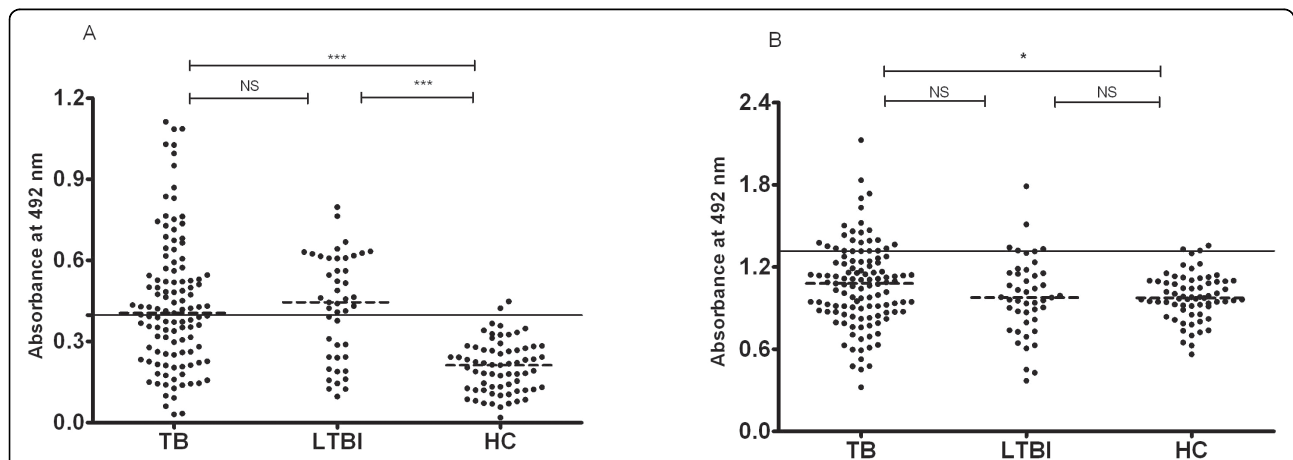 A
***
NS
***
1.2
0.9
0.6
0.3
0.0
Absorbance at 492 nm
TB
LTBI
HC
B
*
NS
NS
2.4
1.8
1.2
0.6
0.0
Absorbance at 492 nm
TB
LTBI
HC